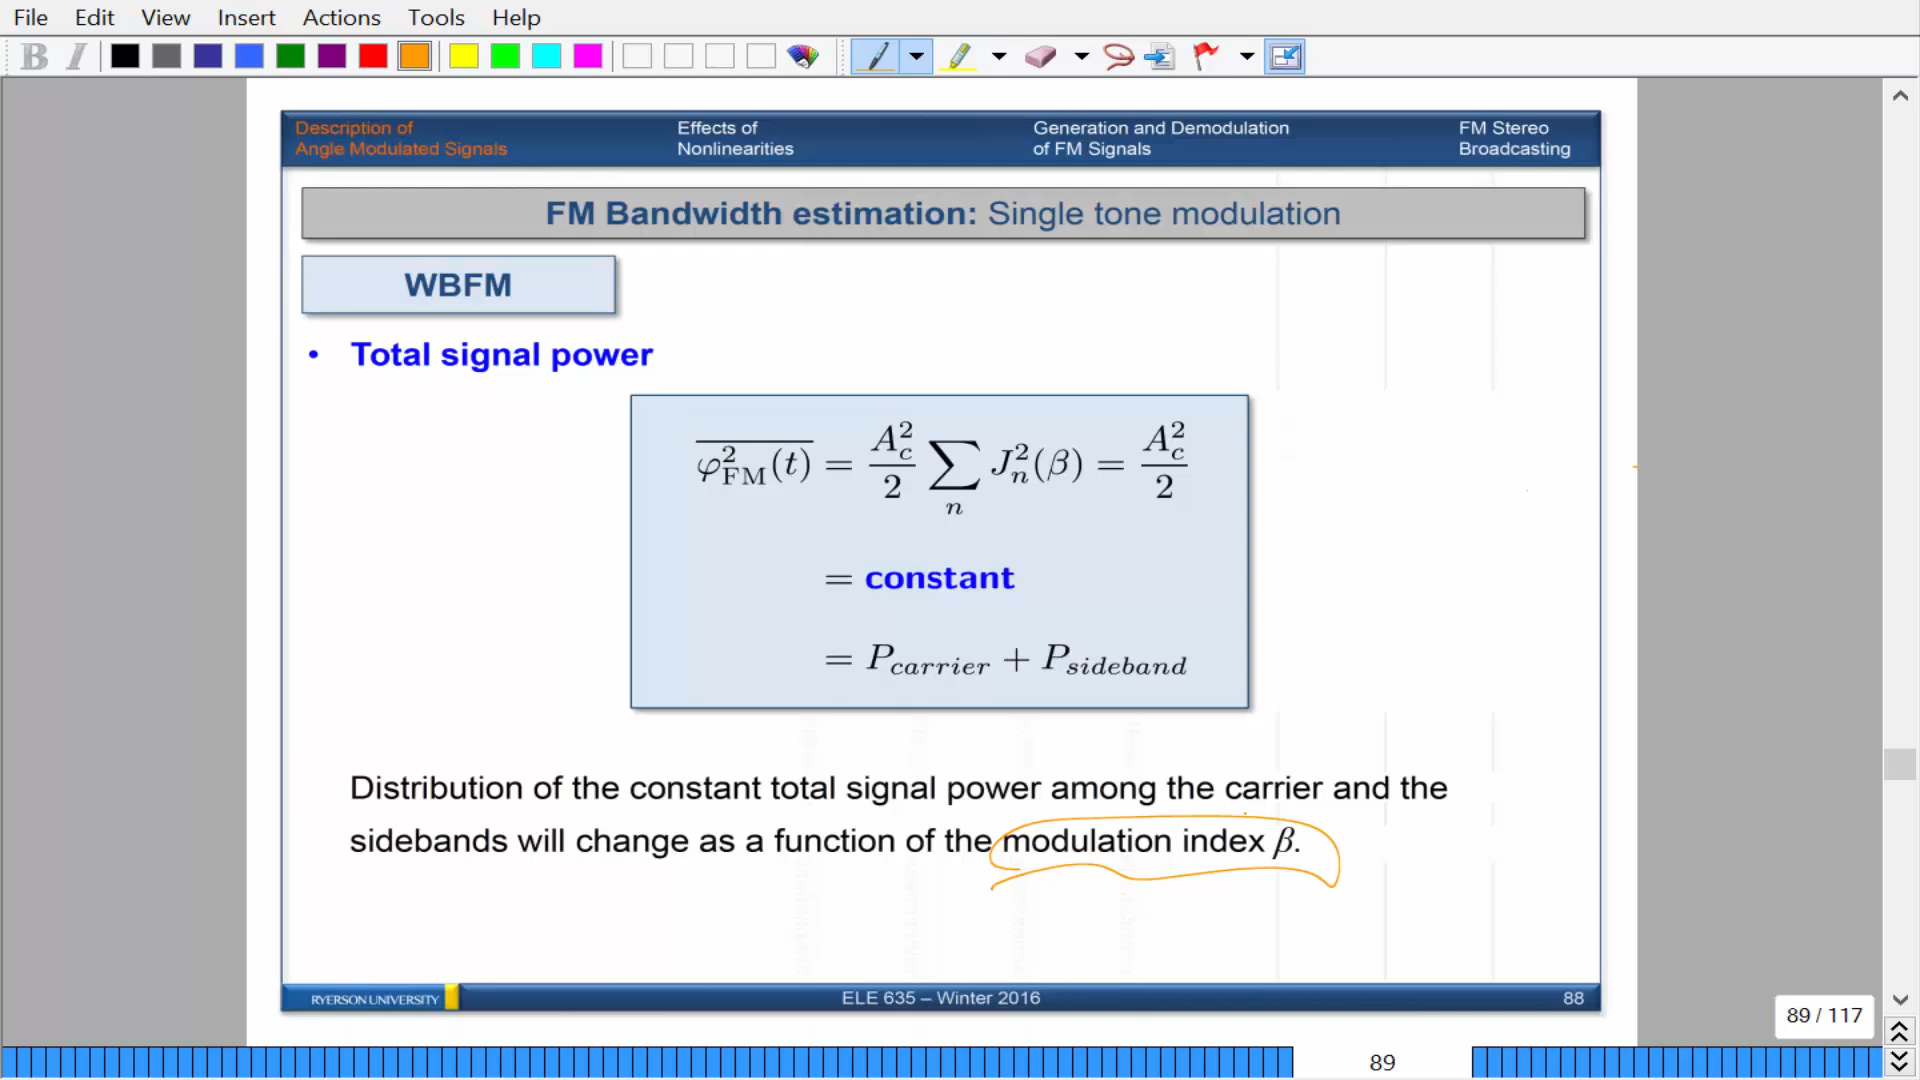 File Edit View Insert Actions Tools Help
B I
Description of
Angle Modulated Signals
Effects of
Nonlinearities
Generation and Demodulation
of FM Signals
FM Stereo
Broadcasting
FM Bandwidth estimation: Single tone modulation
WBFM
• Total signal power
$\overline{\varphi_{\mathrm{FM}}^2(t)} = \frac{A_c^2}{2} \sum_n J_n^2(\beta) = \frac{A_c^2}{2}$
= constant
$= P_{carrier} + P_{sideband}$
Distribution of the constant total signal power among the carrier and the
sidebands will change as a function of the modulation index β.
RYERSON UNIVERSITY
ELE 635 – Winter 2016
88
89 / 117
89